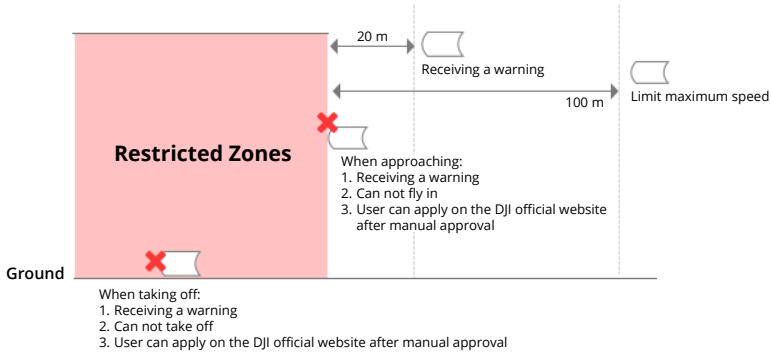 20 m
Receiving a warning
100 m
Limit maximum speed
Restricted Zones
When approaching:
1. Receiving a warning
2. Can not fly in
3. User can apply on the DJI official website
after manual approval
Ground
When taking off:
1. Receiving a warning
2. Can not take off
3. User can apply on the DJI official website after manual approval